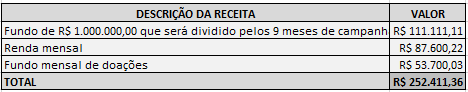 DESCRIÇÃO DA RECEITA VALOR
Fundo de R$ 1.000.000,00 que será dividido pelos 9 meses de campanh R$ 111.111,11
Renda mensal R$ 87.600,22
Fundo mensal de doações R$ 53.700,03
TOTAL R$ 252.411,36